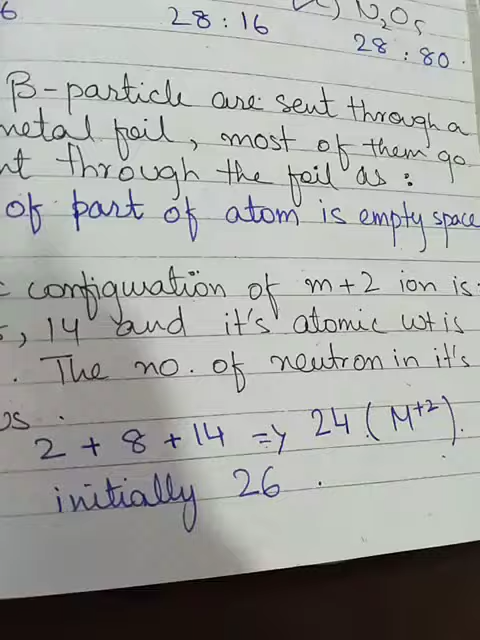 6 28:16 N₂O₅
28:80.
β-particle are sent through a
metal foil, most of them go
through the foil as:
of part of atom is empty space
configuration of m+2 ion is
, 14 and it's atomic wt is
. The no. of neutron in it's
2 + 8 + 14 => 24 (M⁺²).
initially 26 .